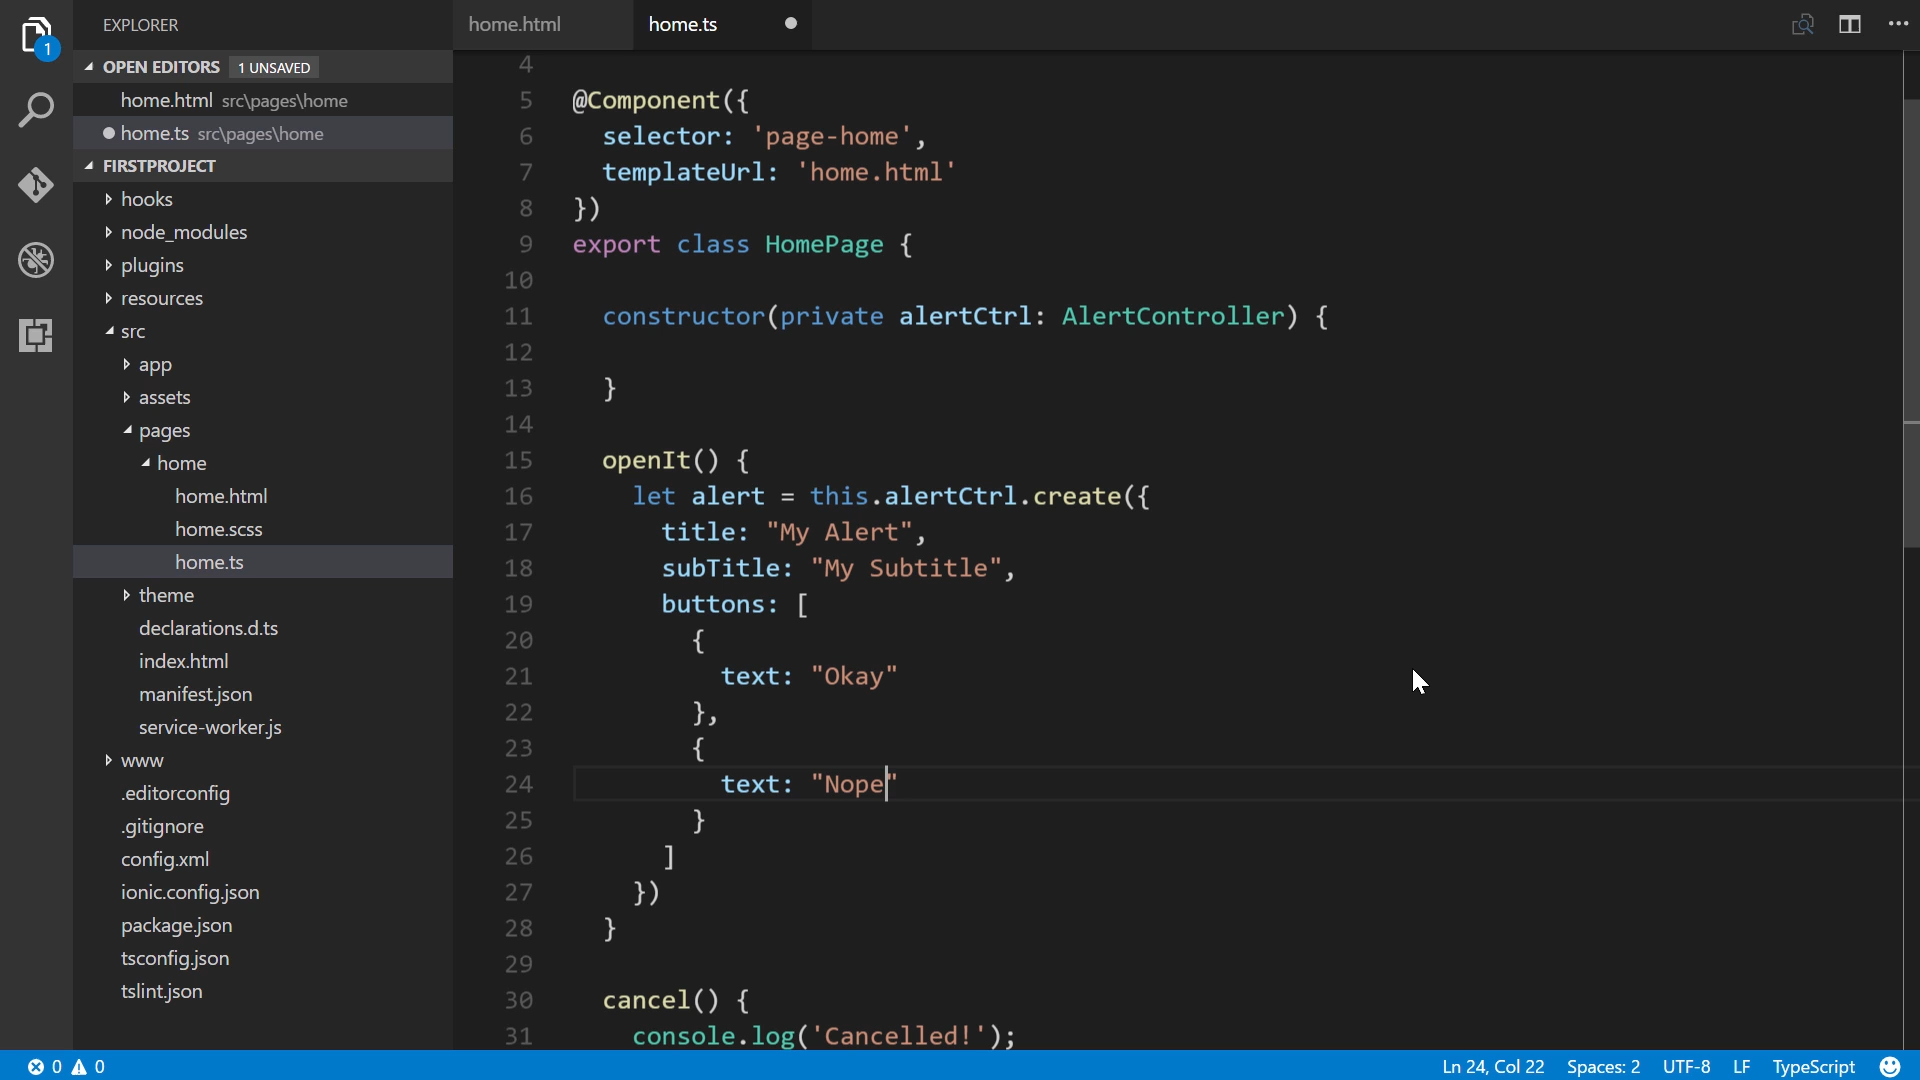 EXPLORER
1
OPEN EDITORS 1 UNSAVED
home.html src\pages\home
home.ts src\pages\home
FIRSTPROJECT
hooks
node_modules
plugins
resources
src
app
assets
pages
home
home.html
home.scss
home.ts
theme
declarations.d.ts
index.html
manifest.json
service-worker.js
www
.editorconfig
.gitignore
config.xml
ionic.config.json
package.json
tsconfig.json
tslint.json
home.html home.ts
4
5 @Component({
6 selector: 'page-home',
7 templateUrl: 'home.html'
8 })
9 export class HomePage {
10
11 constructor(private alertCtrl: AlertController) {
12
13 }
14
15 openIt() {
16 let alert = this.alertCtrl.create({
17 title: "My Alert",
18 subTitle: "My Subtitle",
19 buttons: [
20 {
21 text: "Okay"
22 },
23 {
24 text: "Nope"
25 }
26 ]
27 })
28 }
29
30 cancel() {
31 console.log('Cancelled!');
0 0 Ln 24, Col 22 Spaces: 2 UTF-8 LF TypeScript